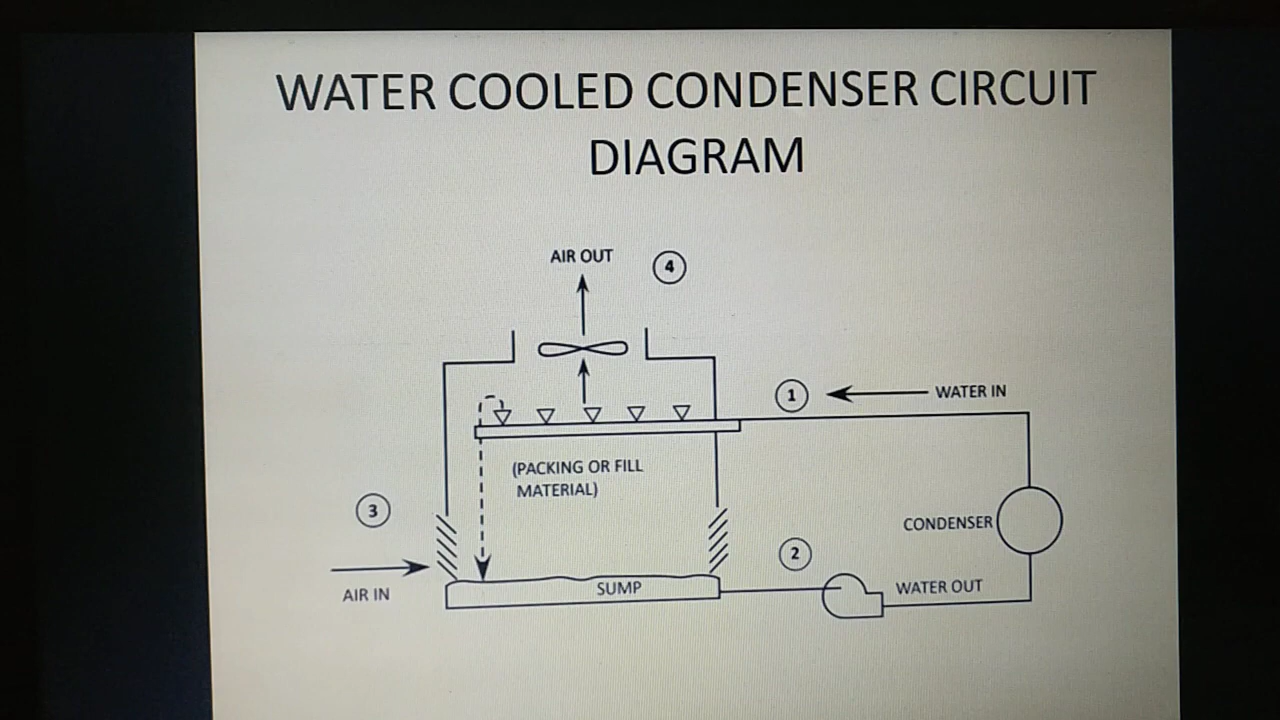 WATER COOLED CONDENSER CIRCUIT
DIAGRAM
AIR OUT
4
1
WATER IN
(PACKING OR FILL
MATERIAL)
3
CONDENSER
2
AIR IN
SUMP
WATER OUT